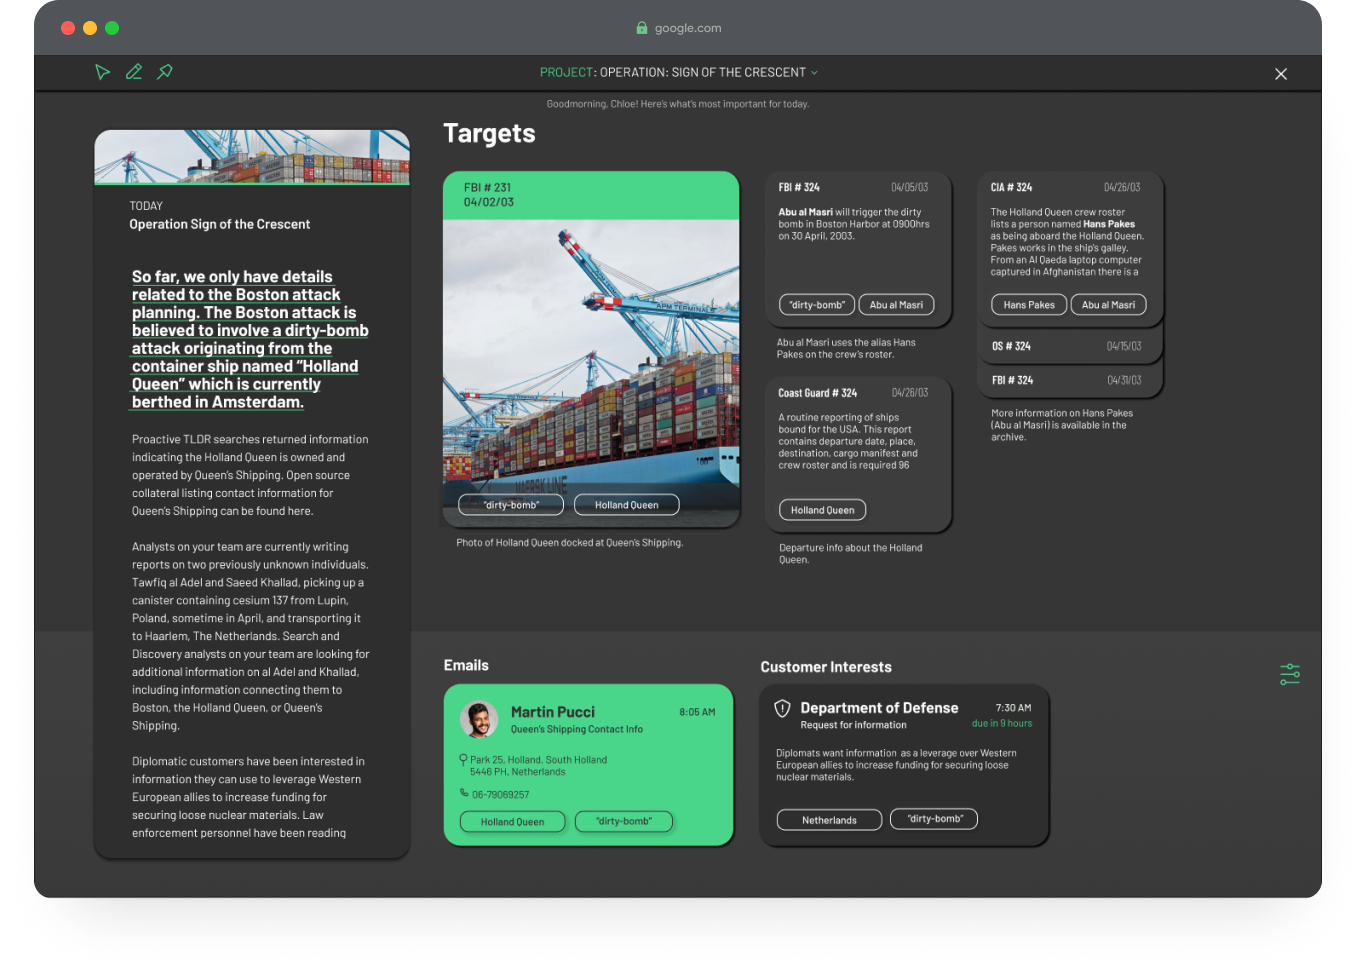 google.com
PROJECT: OPERATION: SIGN OF THE CRESCENT
Goodmorning, Chloe! Here's what's most important for today.
TODAY
Operation Sign of the Crescent
So far, we only have details
related to the Boston attack
planning. The Boston attack is
believed to involve a dirty-bomb
attack originating from the
container ship named “Holland
Queen” which is currently
berthed in Amsterdam.
Proactive TLDR searches returned information
indicating the Holland Queen is owned and
operated by Queen's Shipping. Open source
collateral listing contact information for
Queen's Shipping can be found here.
Analysts on your team are currently writing
reports on two previously unknown individuals.
Tawfiq al Adel and Saeed Khallad, picking up a
canister containing cesium 137 from Lupin,
Poland, sometime in April, and transporting it
to Haarlem, The Netherlands. Search and
Discovery analysts on your team are looking for
additional information on al Adel and Khallad,
including information connecting them to
Boston, the Holland Queen, or Queen's
Shipping.
Diplomatic customers have been interested in
information they can use to leverage Western
European allies to increase funding for
securing loose nuclear materials. Law
enforcement personnel have been reading
Targets
FBI # 231
04/02/03
APM TERMINALS
MAERSK LINE
"dirty-bomb"
Holland Queen
Photo of Holland Queen docked at Queen's Shipping.
FBI # 324 04/05/03
Abu al Masri will trigger the dirty
bomb in Boston Harbor at 0900hrs
on 30 April, 2003.
"dirty-bomb"
Abu al Masri
Abu al Masri uses the alias Hans
Pakes on the crew's roster.
Coast Guard # 324 04/26/03
A routine reporting of ships
bound for the USA. This report
contains departure date, place,
destination, cargo manifest and
crew roster and is required 96
Holland Queen
Departure info about the Holland
Queen.
CIA # 324 04/26/03
The Holland Queen crew roster
lists a person named Hans Pakes
as being aboard the Holland Queen.
Pakes works in the ship's galley.
From an Al Qaeda laptop computer
captured in Afghanistan there is a
Hans Pakes
Abu al Masri
OS # 324 04/15/03
FBI # 324 04/31/03
More information on Hans Pakes
(Abu al Masri) is available in the
archive.
Emails
Martin Pucci 8:05 AM
Queen's Shipping Contact Info
Park 25, Holland, South Holland
5446 PH, Netherlands
06-79069257
Holland Queen
"dirty-bomb"
Customer Interests
Department of Defense 7:30 AM
Request for information due in 9 hours
Diplomats want information as a leverage over Western
European allies to increase funding for securing loose
nuclear materials.
Netherlands
"dirty-bomb"